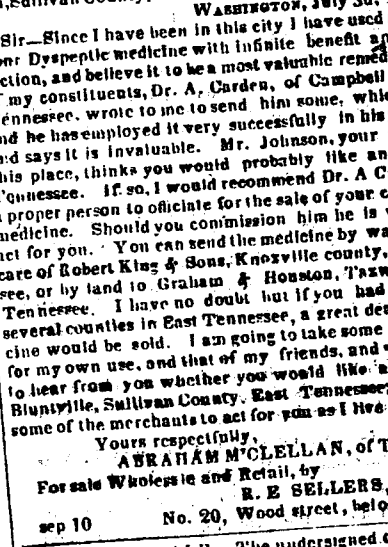 WASHINGTON, July 3d,
Sir—Since I have been in this city I have used
Dyspeptic medicine with infinite benefit an
ction, and believe it to be a most valuable remed
my constituents, Dr. A. Carden, of Campbell
ennessee, wrote to me to send him some, whic
nd he has employed it very successfully in his
nd says it is invaluable. Mr. Johnson, your
his place, thinks you would probably like an
Tennessee. If so, I would recommend Dr. A C
proper person to officiate for the sale of your c
medicine. Should you commission him he is
act for you. You can send the medicine by wa
care of Robert King & Sons, Knoxville county,
see, or by land to Graham & Houston, Tazw
Tennessee. I have no doubt but if you had
several counties in East Tennessee, a great dea
cine would be sold. I am going to take some
for my own use, and that of my friends, and
to hear from you whether you would like a
Bluntville, Sullivan County, East Tennessee
some of the merchants to act for you as I live
Yours respectfully,
ABRAHAM M'CLELLAN, of T
For sale Wholesale and Retail, by
R. E SELLERS,
sep 10 No. 20, Wood street, belo
undersigned